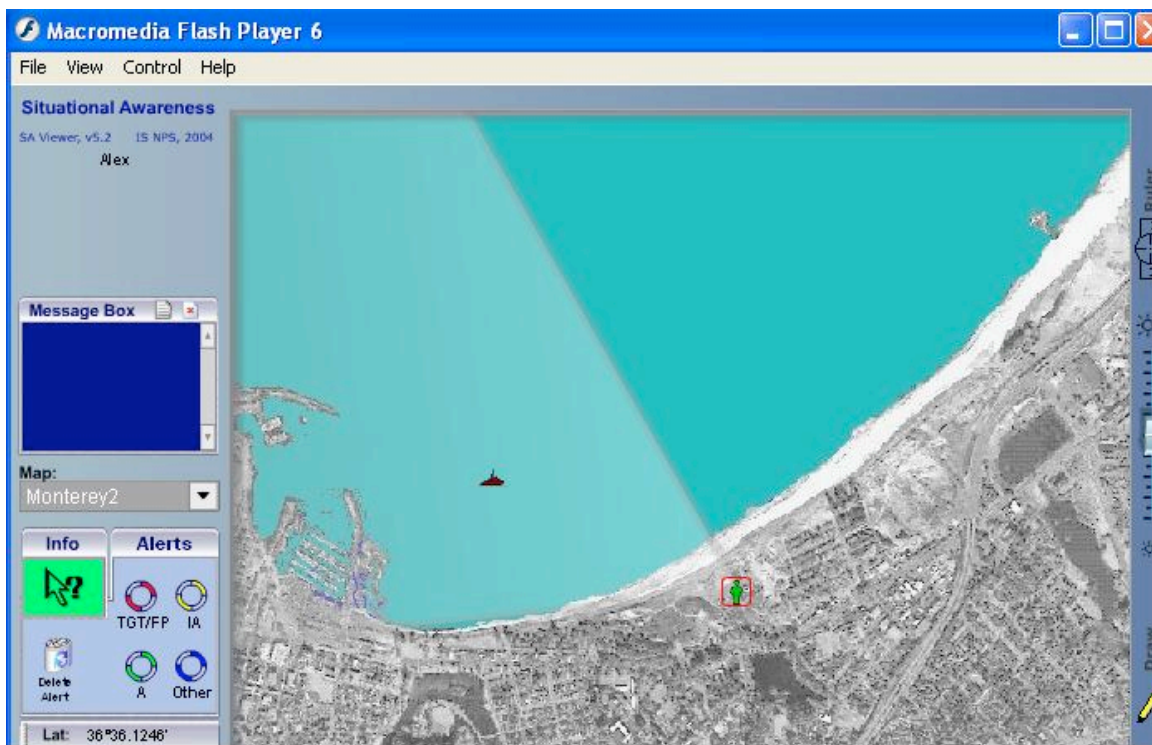 Macromedia Flash Player 6
File View Control Help
Situational Awareness
SA Viewer, v5.2 IS NPS, 2004
Alex
Message Box
Map:
Monterey2
Info Alerts
?
TGT/FP IA
Delete
Alert
A Other
Lat: 36°36.1246'
Ruler
Draw